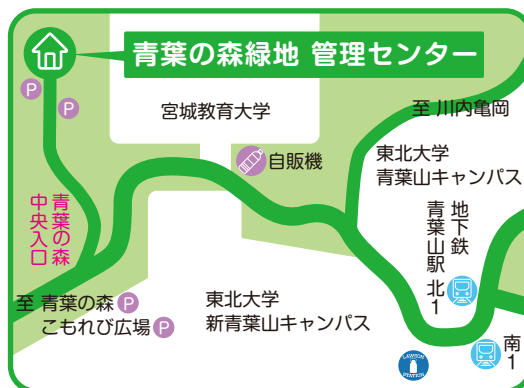 青葉の森緑地 管理センター
P
P
宮城教育大学
至 川内亀岡
自販機
東北大学
青葉山キャンパス
青葉の森
中央入口
地下鉄
青葉山駅 北1
至 青葉の森 P
こもれび広場 P
東北大学
新青葉山キャンパス
LAWSON
STATION
南1